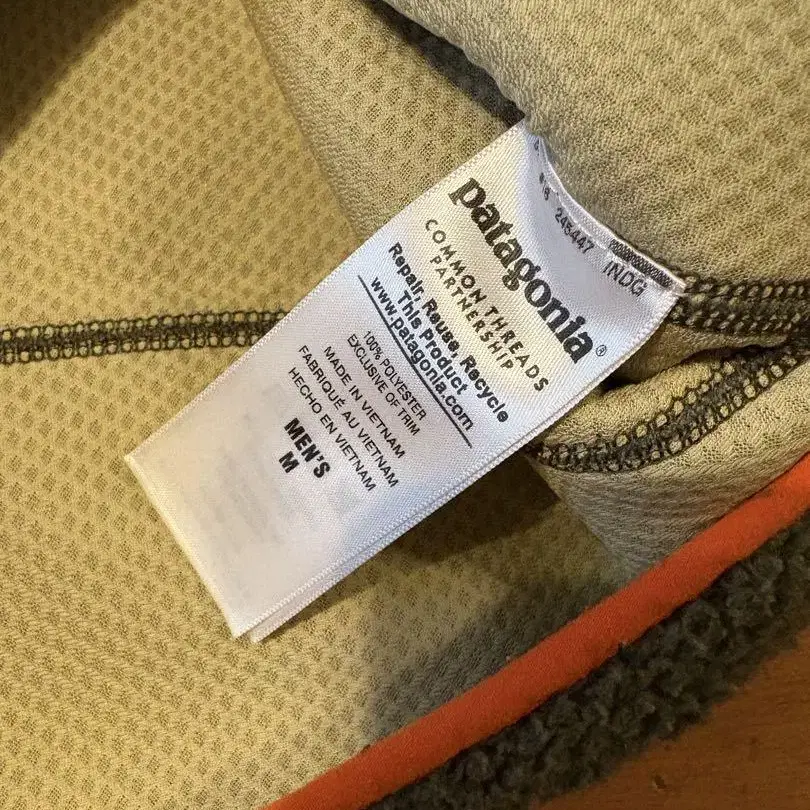 patagonia®
COMMON THREADS
PARTNERSHIP
Repair, Reuse, Recycle
This Product
www.patagonia.com
100% POLYESTER
EXCLUSIVE OF TRIM
MADE IN VIETNAM
FABRIQUÉ AU VIETNAM
HECHO EN VIETNAM
MEN'S
M
245447 INDG